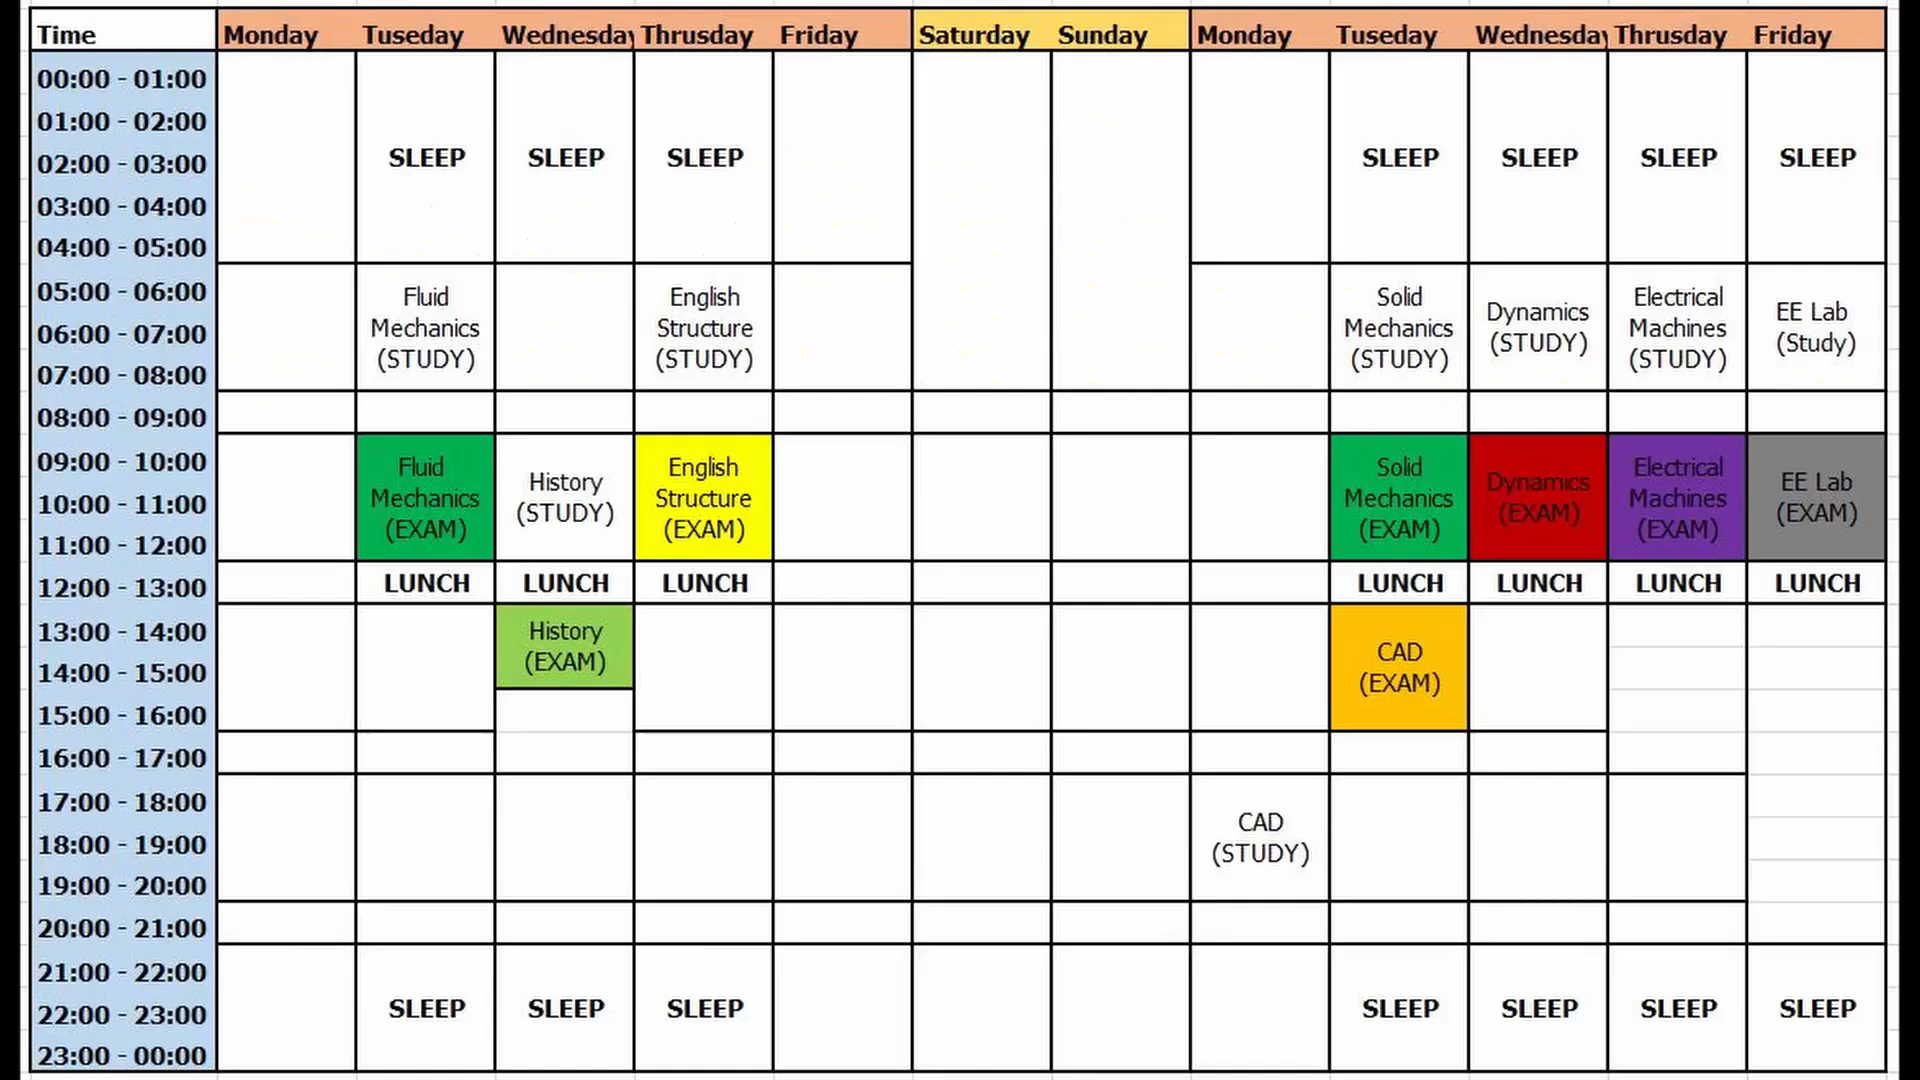 Time Monday Tuseday Wednesday Thrusday Friday Saturday Sunday Monday Tuseday Wednesday Thrusday Friday
00:00 - 01:00
01:00 - 02:00
SLEEP SLEEP SLEEP SLEEP SLEEP SLEEP SLEEP
02:00 - 03:00
03:00 - 04:00
04:00 - 05:00
05:00 - 06:00
06:00 - 07:00
07:00 - 08:00
Fluid
Mechanics
(STUDY)
English
Structure
(STUDY)
Solid
Mechanics
(STUDY)
Dynamics
(STUDY)
Electrical
Machines
(STUDY)
EE Lab
(Study)
08:00 - 09:00
09:00 - 10:00
10:00 - 11:00
11:00 - 12:00
Fluid
Mechanics
(EXAM)
History
(STUDY)
English
Structure
(EXAM)
Solid
Mechanics
(EXAM)
Dynamics
(EXAM)
Electrical
Machines
(EXAM)
EE Lab
(EXAM)
12:00 - 13:00 LUNCH LUNCH LUNCH LUNCH LUNCH LUNCH LUNCH
13:00 - 14:00
14:00 - 15:00
15:00 - 16:00
History
(EXAM)
CAD
(EXAM)
16:00 - 17:00
17:00 - 18:00
18:00 - 19:00
19:00 - 20:00
CAD
(STUDY)
20:00 - 21:00
21:00 - 22:00
22:00 - 23:00 SLEEP SLEEP SLEEP SLEEP SLEEP SLEEP SLEEP
23:00 - 00:00